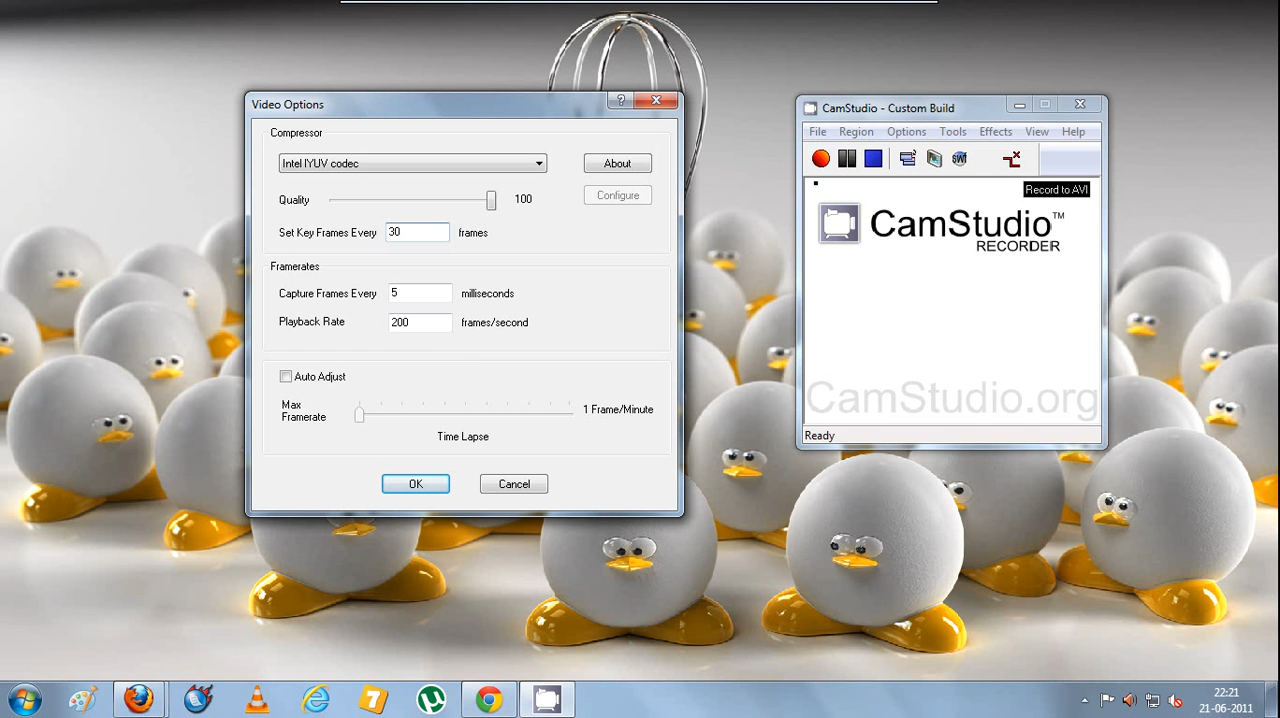 Video Options
Compressor
Intel IYUV codec
About
Quality
100
Configure
Set Key Frames Every 30 frames
Framerates
Capture Frames Every 5 milliseconds
Playback Rate 200 frames/second
Auto Adjust
Max
Framerate
1 Frame/Minute
Time Lapse
OK
Cancel
CamStudio - Custom Build
File Region Options Tools Effects View Help
SWF
Record to AVI
CamStudio™
RECORDER
CamStudio.org
Ready
22:21
21-06-2011